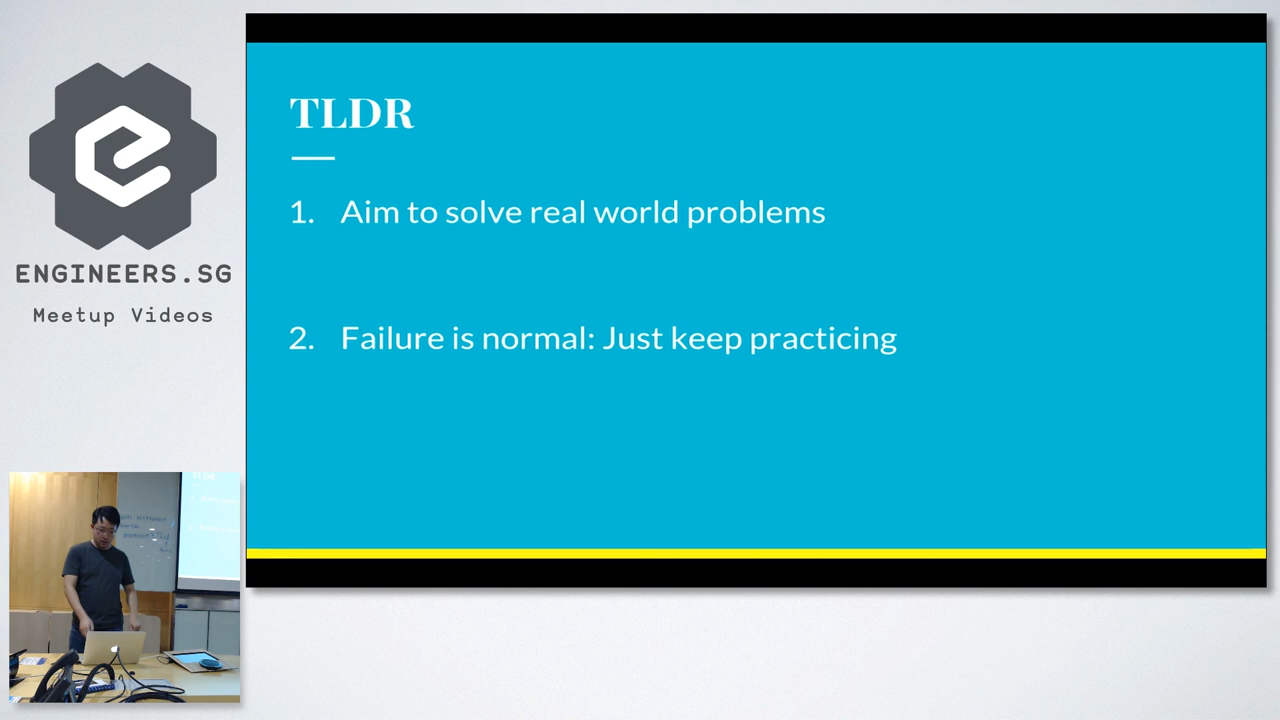 ENGINEERS.SG
Meetup Videos
TLDR
1. Aim to solve real world problems
2. Failure is normal: Just keep practicing